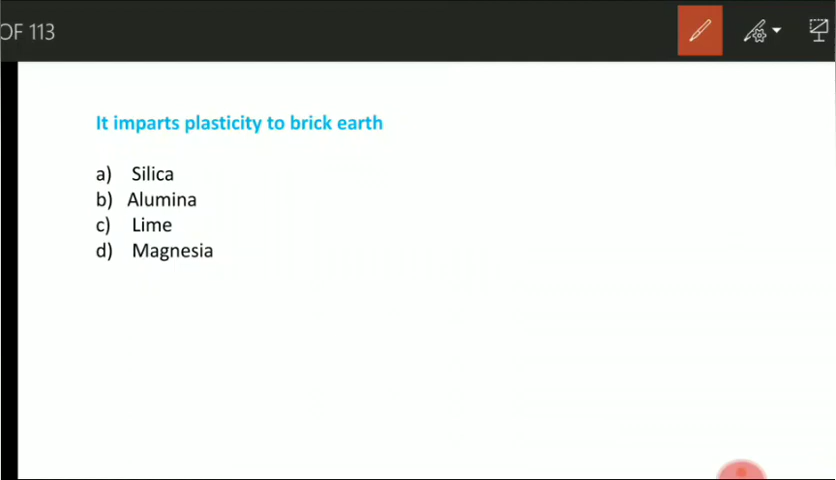 OF 113
It imparts plasticity to brick earth
a) Silica
b) Alumina
c) Lime
d) Magnesia